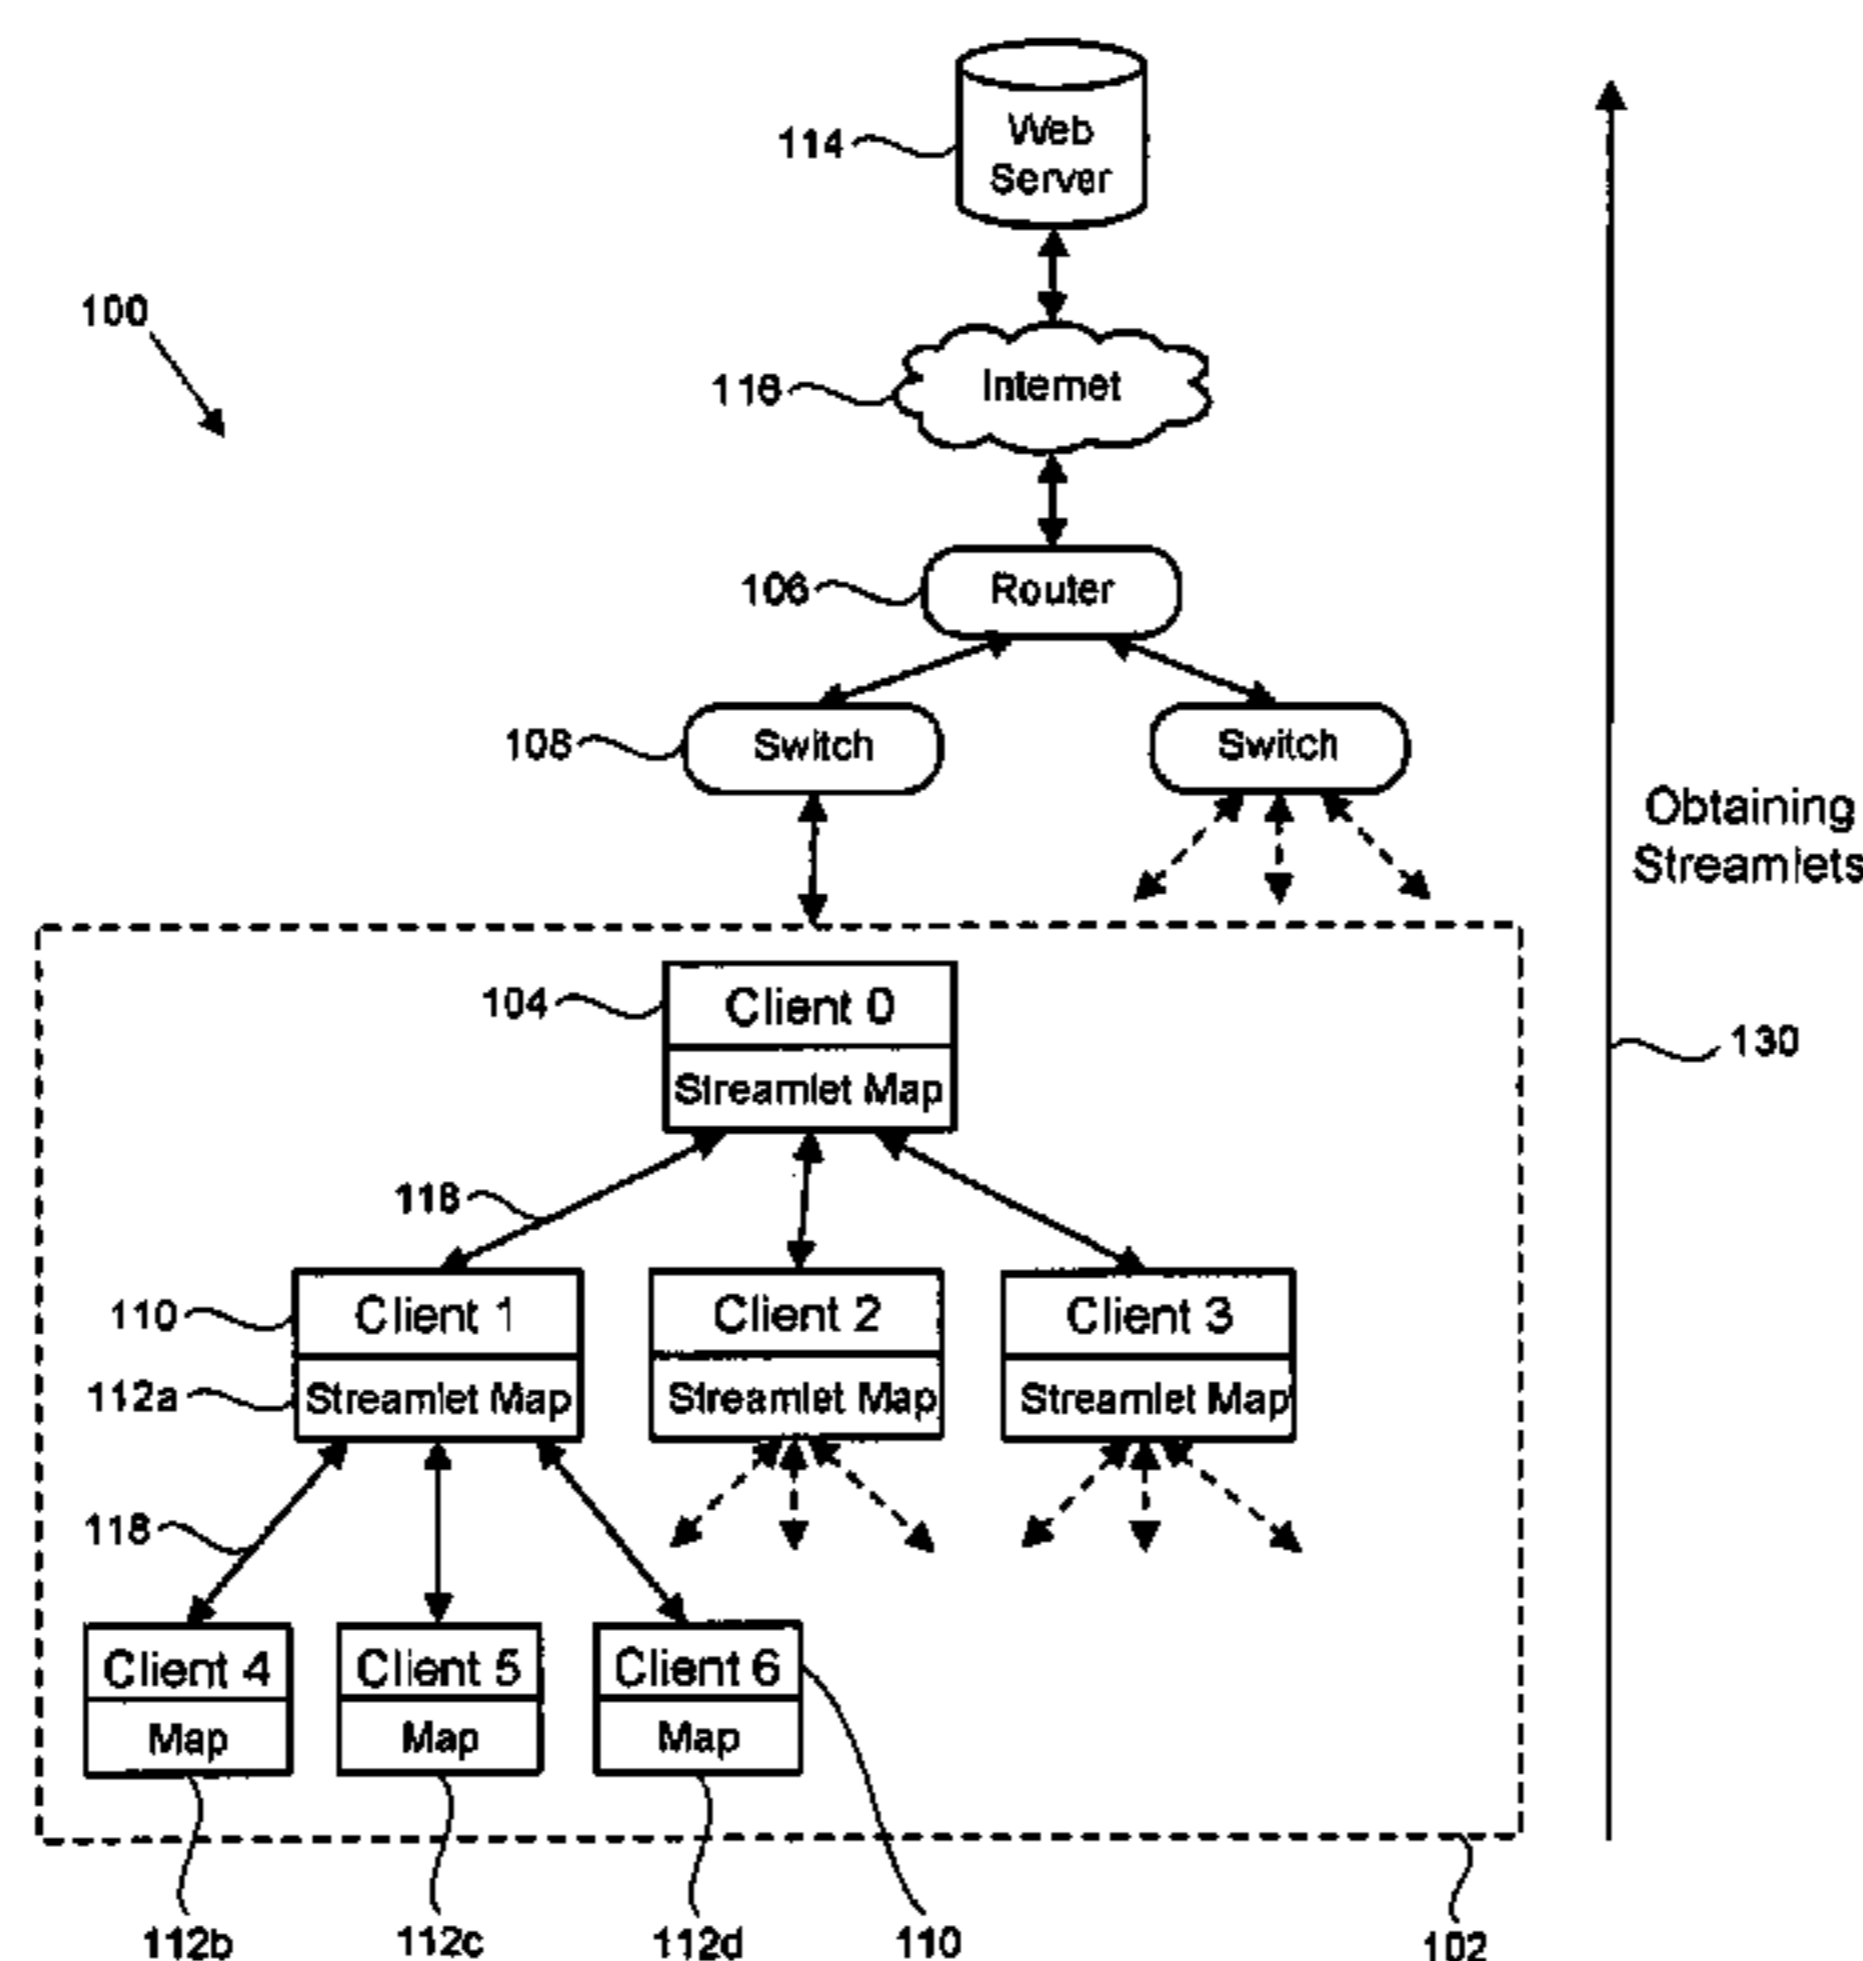 Web
Server
114
100
Internet
116
Router
106
Switch
108
Switch
Obtaining
Streamlets
Client 0
104
Streamlet Map
130
118
Client 1
110
Streamlet Map
112a
Client 2
Streamlet Map
Client 3
Streamlet Map
118
Client 4
Map
Client 5
Map
Client 6
Map
112b
112c
112d
110
102